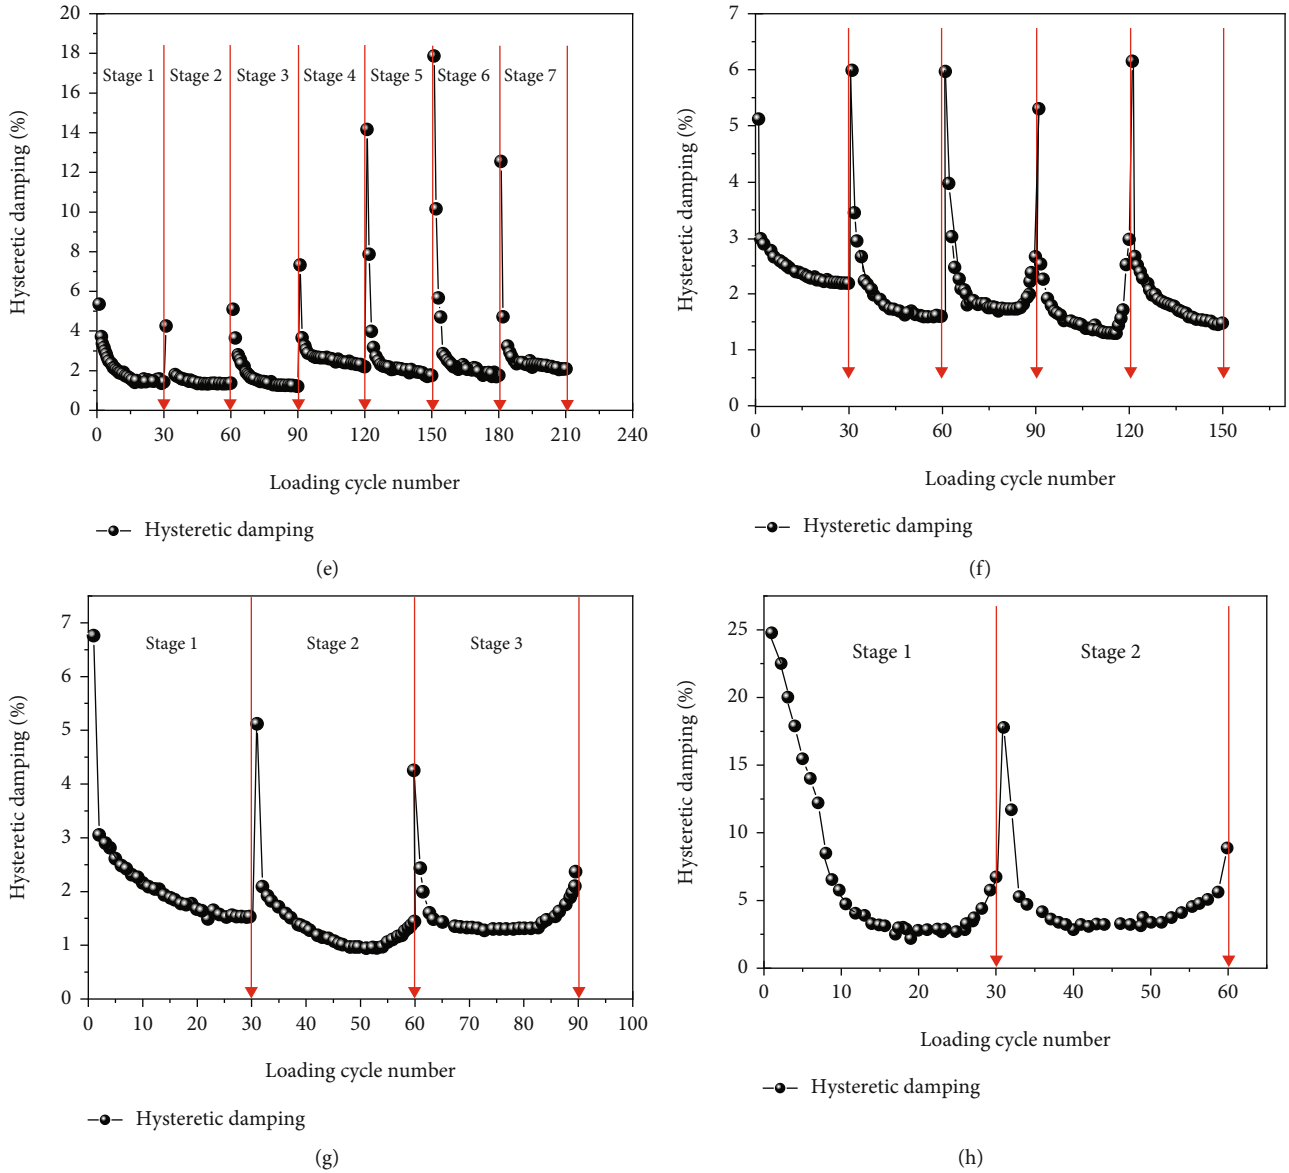 20
18
16
14
12
10
8
6
4
2
0
Hysteretic damping (%)
Stage 1
Stage 2
Stage 3
Stage 4
Stage 5
Stage 6
Stage 7
0 30 60 90 120 150 180 210 240
Loading cycle number
Hysteretic damping
(e)
7
6
5
4
3
2
1
0
Hysteretic damping (%)
0 30 60 90 120 150
Loading cycle number
Hysteretic damping
(f)
7
6
5
4
3
2
1
0
Hysteretic damping (%)
Stage 1
Stage 2
Stage 3
0 10 20 30 40 50 60 70 80 90 100
Loading cycle number
Hysteretic damping
(g)
25
20
15
10
5
0
Hysteretic damping (%)
Stage 1
Stage 2
0 10 20 30 40 50 60
Loading cycle number
Hysteretic damping
(h)